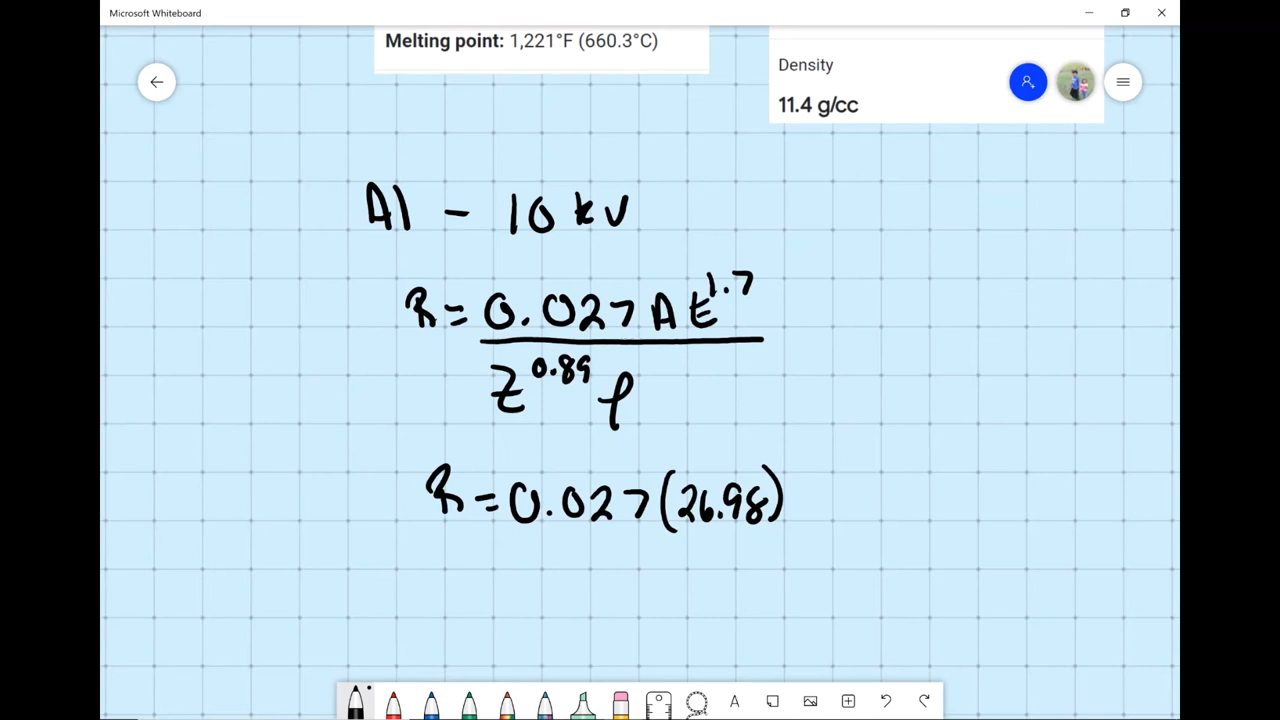 Microsoft Whiteboard
Melting point: 1,221°F (660.3°C)
Density
11.4 g/cc
Al - 10 kv
R = 0.027 A E^1.7
Z^0.89 ρ
R = 0.027 (26.98)
A